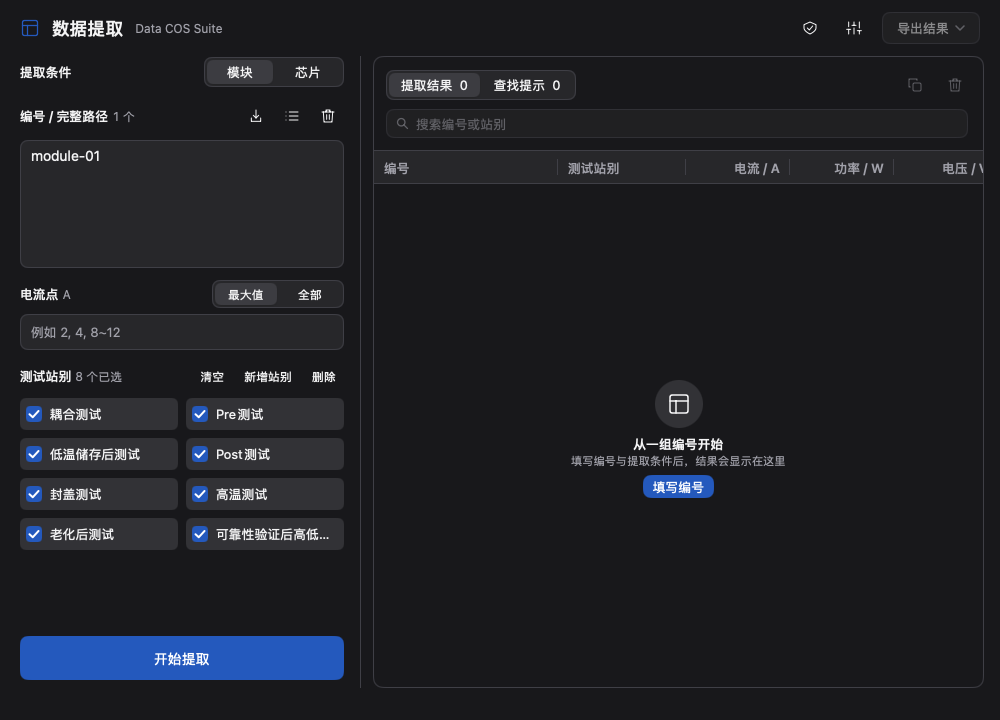 数据提取 Data COS Suite 导出结果
提取条件 模块 芯片
编号 / 完整路径 1 个
module-01
电流点 A 最大值 全部
例如 2, 4, 8~12
测试站别 8 个已选 清空 新增站别 删除
耦合测试 Pre测试
低温储存后测试 Post测试
封盖测试 高温测试
老化后测试 可靠性验证后高低...
开始提取
提取结果 0 查找提示 0
搜索编号或站别
编号 测试站别 电流 / A 功率 / W 电压 / V
从一组编号开始
填写编号与提取条件后，结果会显示在这里
填写编号